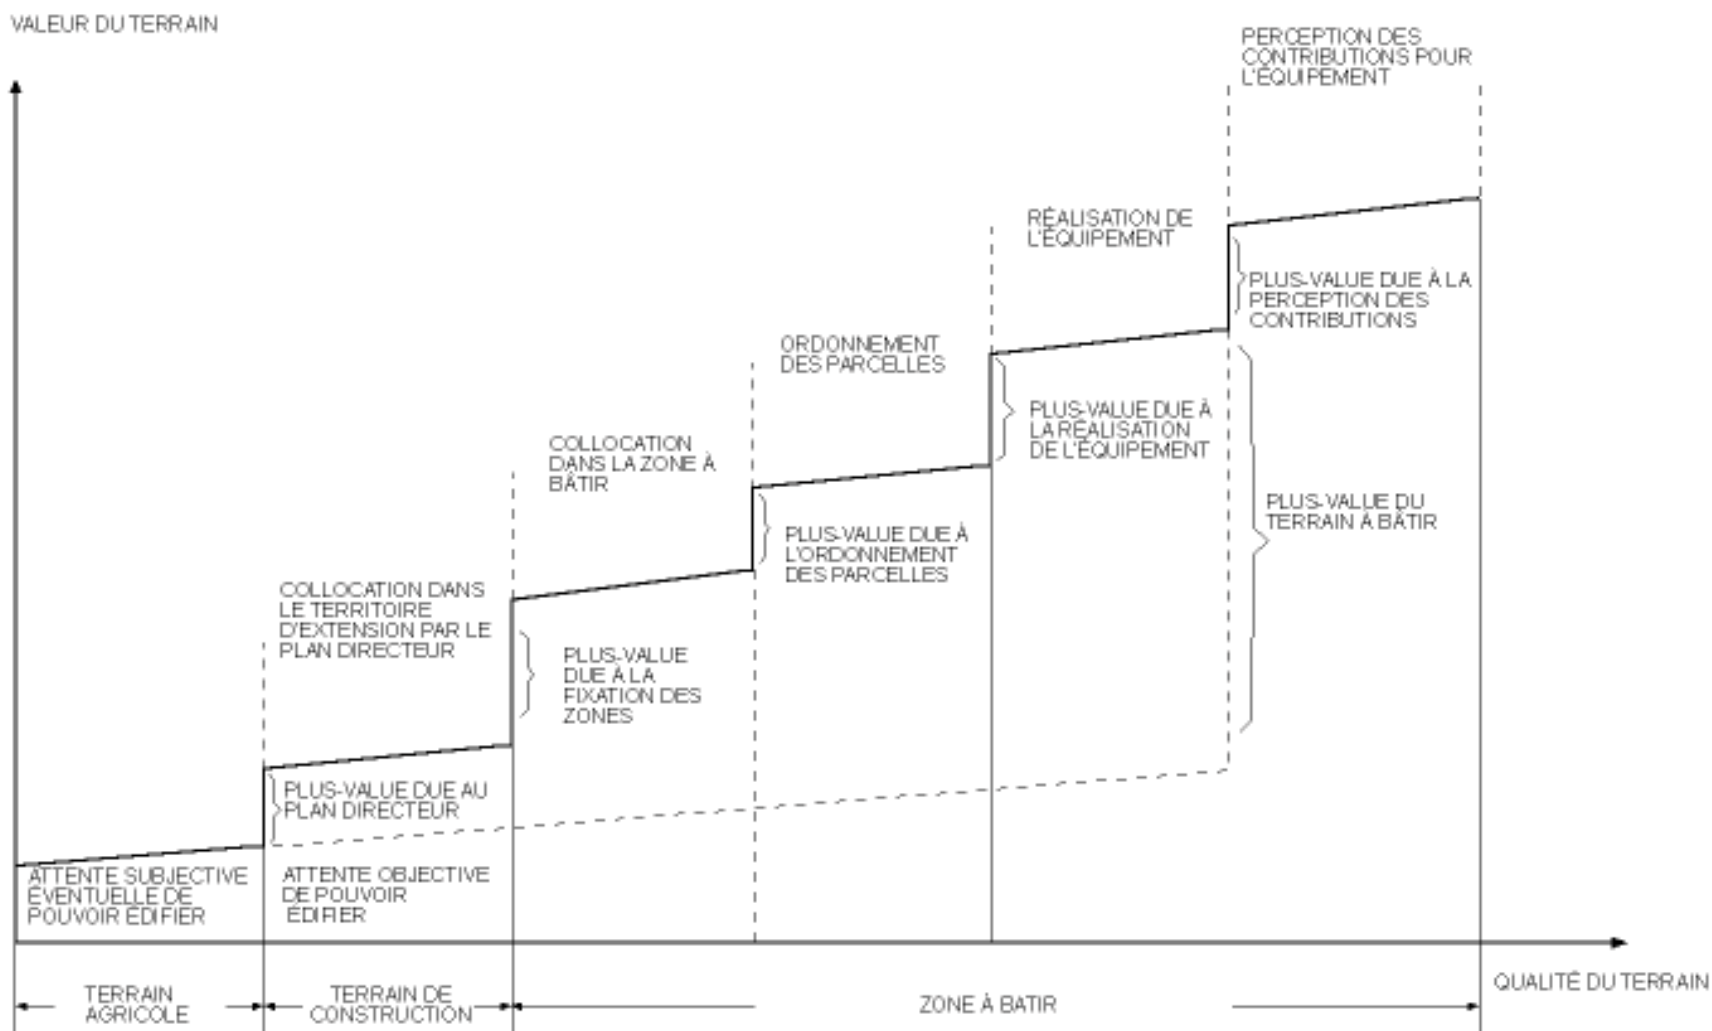 VALEUR DU TERRAIN
PERCEPTION DES
CONTRIBUTIONS POUR
L'ÉQUIPEMENT
RÉALISATION DE
L'ÉQUIPEMENT
PLUS-VALUE DUE À LA
PERCEPTION DES
CONTRIBUTIONS
ORDONNEMENT
DES PARCELLES
PLUS-VALUE DUE À
LA RÉALISATION
DE L'ÉQUIPEMENT
COLLOCATION
DANS LA ZONE À
BÂTIR
PLUS-VALUE DU
TERRAIN À BÂTIR
PLUS-VALUE DUE À
L'ORDONNEMENT
DES PARCELLES
COLLOCATION DANS
LE TERRITOIRE
D'EXTENSION PAR LE
PLAN DIRECTEUR
PLUS-VALUE
DUE À LA
FIXATION DES
ZONES
PLUS-VALUE DUE AU
PLAN DIRECTEUR
ATTENTE SUBJECTIVE
ÉVENTUELLE DE
POUVOIR ÉDIFIER
ATTENTE OBJECTIVE
DE POUVOIR
ÉDIFIER
QUALITÉ DU TERRAIN
TERRAIN
AGRICOLE
TERRAIN DE
CONSTRUCTION
ZONE À BATIR